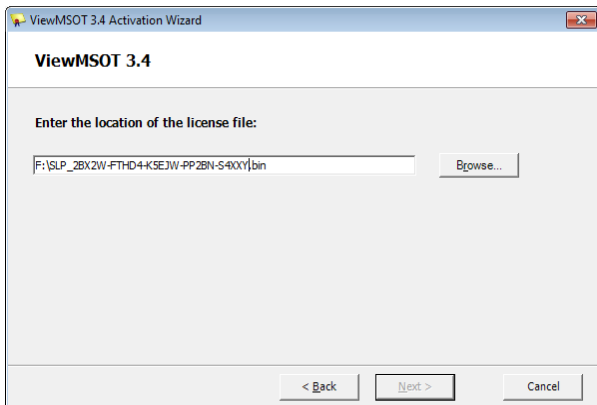 ViewMSOT 3.4 Activation Wizard
ViewMSOT 3.4
Enter the location of the license file:
F:\SLP_2BX2W-FTHD4-K5EJW-PP2BN-S4XXY.bin
Browse...
< Back
Next >
Cancel